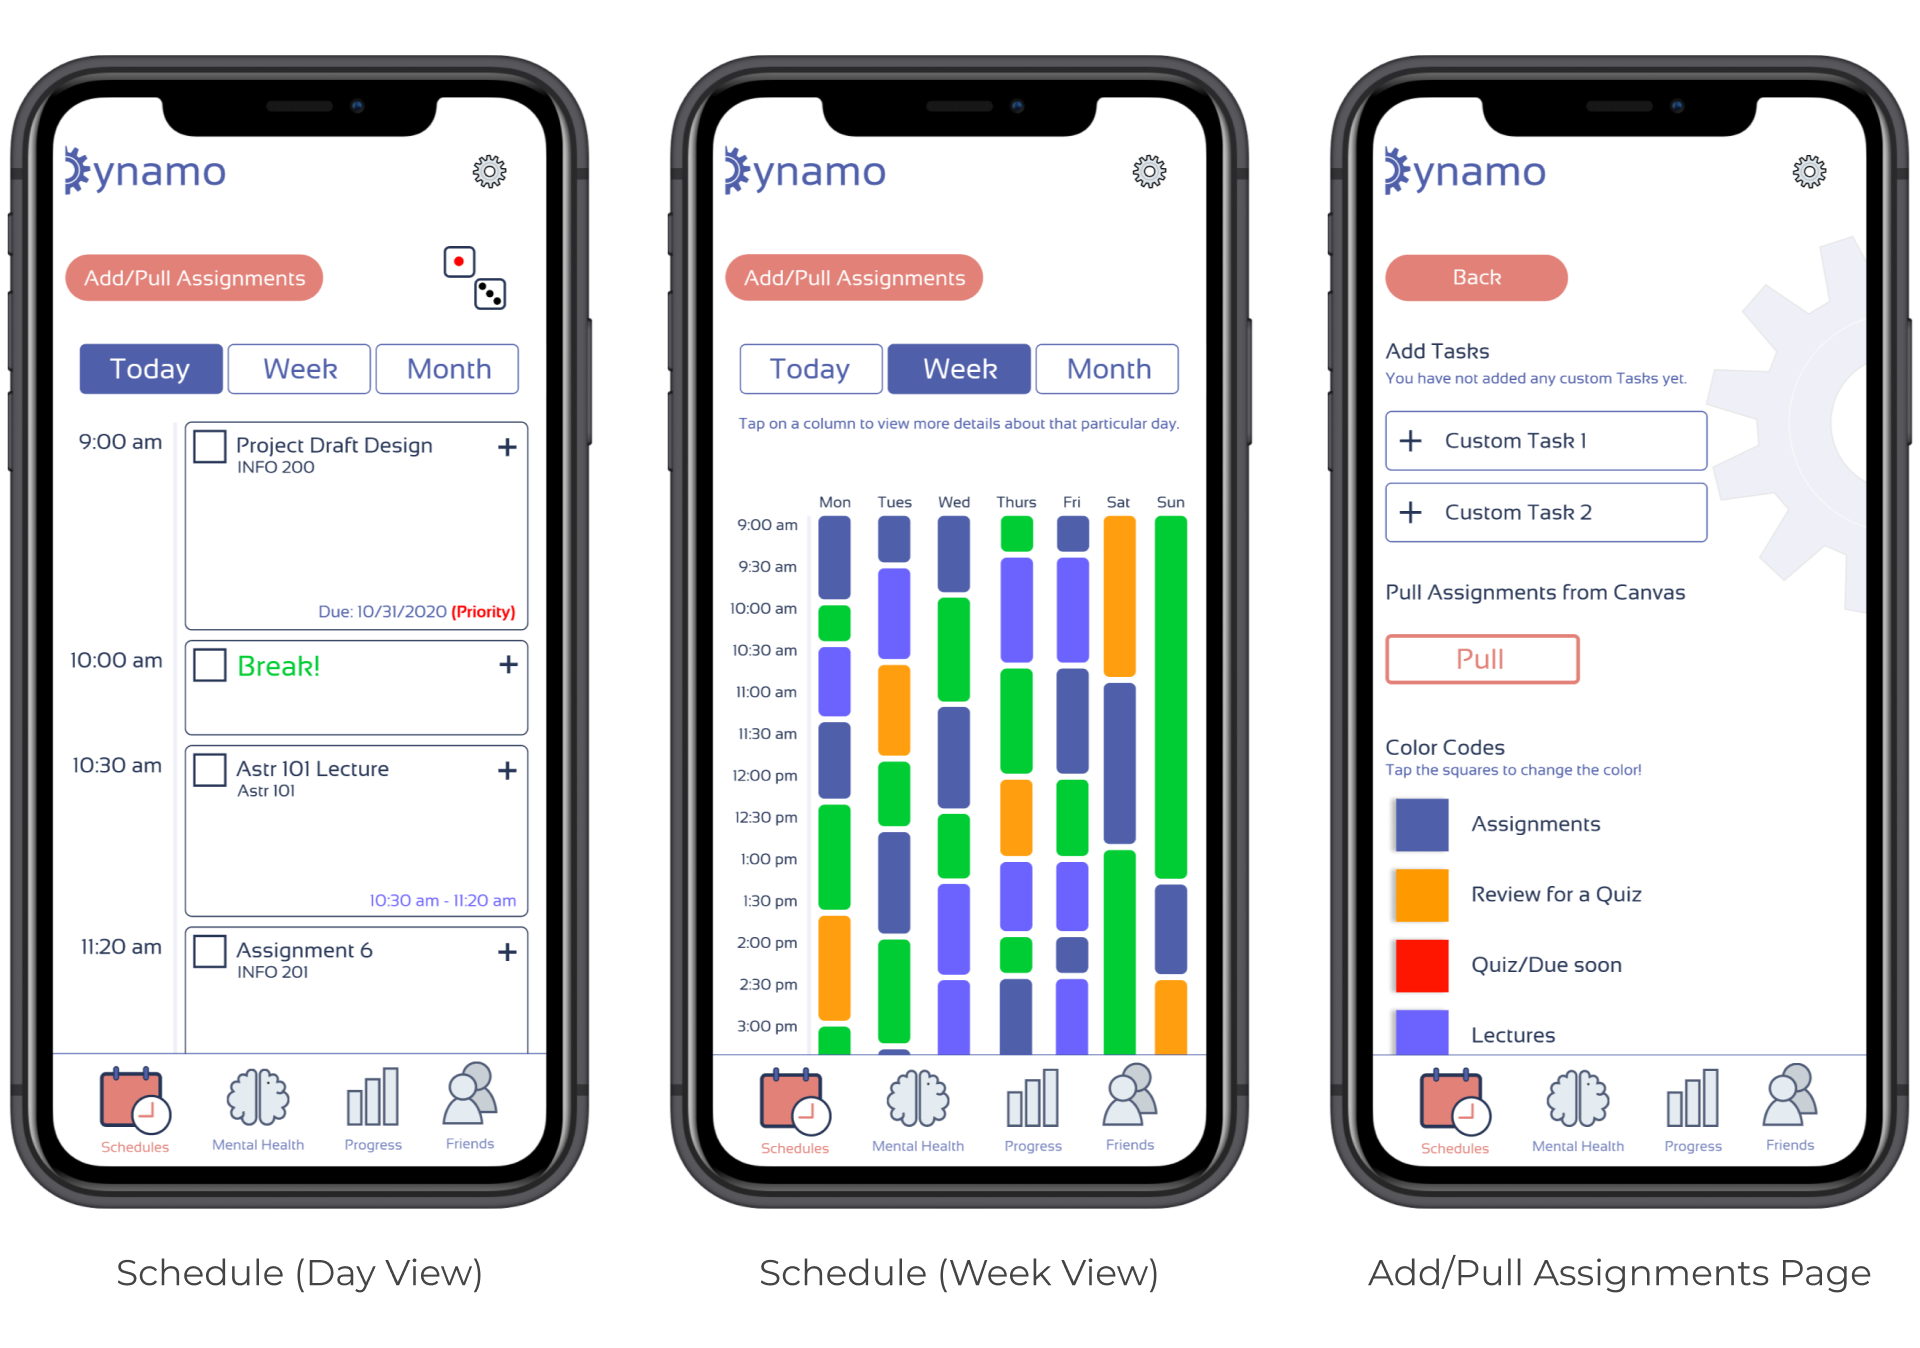 ynamo
Add/Pull Assignments
Today Week Month
9:00 am
Project Draft Design
INFO 200
Due: 10/31/2020 (Priority)
10:00 am
Break!
10:30 am
Astr 101 Lecture
Astr 101
10:30 am - 11:20 am
11:20 am
Assignment 6
INFO 201
Schedules Mental Health Progress Friends
Schedule (Day View)
ynamo
Add/Pull Assignments
Today Week Month
Tap on a column to view more details about that particular day.
Mon Tues Wed Thurs Fri Sat Sun
9:00 am
9:30 am
10:00 am
10:30 am
11:00 am
11:30 am
12:00 pm
12:30 pm
1:00 pm
1:30 pm
2:00 pm
2:30 pm
3:00 pm
Schedules Mental Health Progress Friends
Schedule (Week View)
ynamo
Back
Add Tasks
You have not added any custom Tasks yet.
+ Custom Task 1
+ Custom Task 2
Pull Assignments from Canvas
Pull
Color Codes
Tap the squares to change the color!
Assignments
Review for a Quiz
Quiz/Due soon
Lectures
Schedules Mental Health Progress Friends
Add/Pull Assignments Page